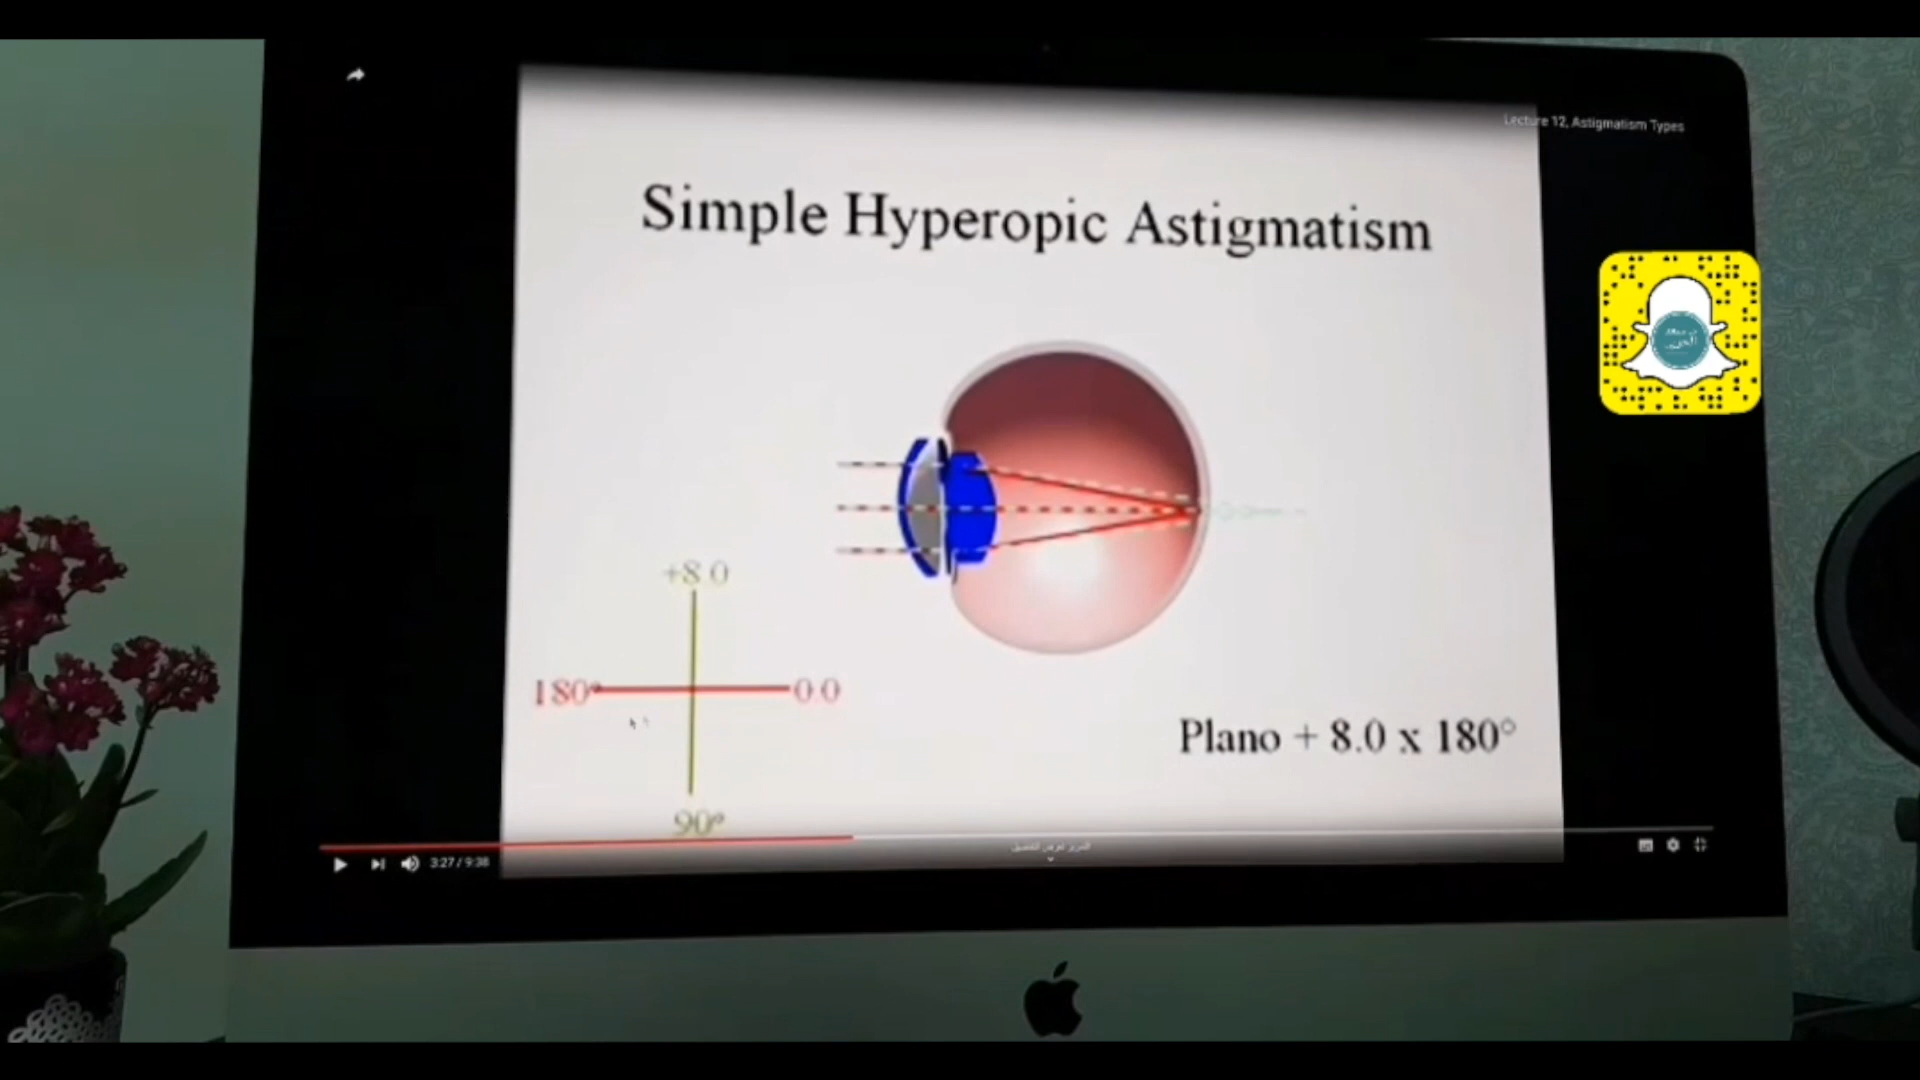 Lecture 12, Astigmatism Types
Simple Hyperopic Astigmatism
+8.0
180° 0.0
90°
Plano + 8.0 x 180°
3:27 / 9:38